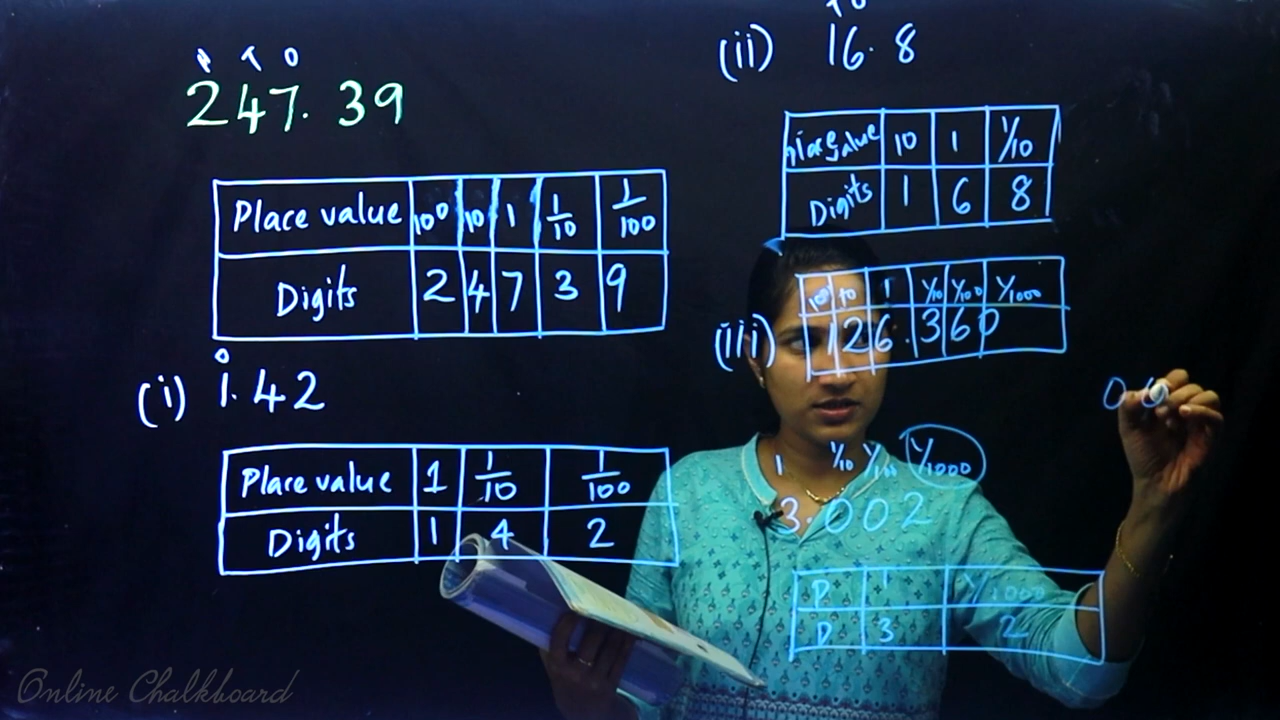 H T O
247.39
Place value 100 10 1 1/10 1/100
Digits 2 4 7 3 9
O
(i) 1.42
Place value 1 1/10 1/100
Digits 1 4 2
T O
(ii) 16.8
Place value 10 1 1/10
Digits 1 6 8
100 10 1 1/10 1/100 1/1000
(iii) 126.360
1 1/10 1/100 1/1000
3.002
P 1 1/1000
D 3 2
0.0
Online Chalkboard